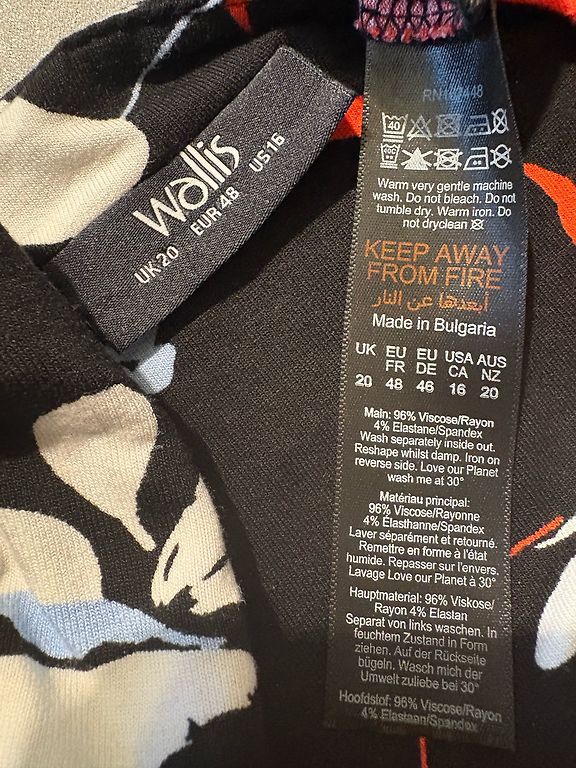 wallis
UK 20 EUR 48 US 16
40
Warm very gentle machine
wash. Do not bleach. Do not
tumble dry. Warm iron. Do
not dryclean
KEEP AWAY
FROM FIRE
أبعدها عن النار
Made in Bulgaria
UK EU EU USA AUS
FR DE CA NZ
20 48 46 16 20
Main: 96% Viscose/Rayon
4% Elastane/Spandex
Wash separately inside out.
Reshape whilst damp. Iron on
reverse side. Love our Planet
wash me at 30°
Matériau principal:
96% Viscose/Rayonne
4% Élasthanne/Spandex
Laver séparément et retourné.
Remettre en forme à l'état
humide. Repasser sur l'envers.
Lavage Love our Planet à 30°
Hauptmaterial: 96% Viskose/
Rayon 4% Elastan
Separat von links waschen. In
feuchtem Zustand in Form
ziehen. Auf der Rückseite
bügeln. Wasch mich der
Umwelt zuliebe bei 30°
Hoofdstof: 96% Viscose/Rayon
4% Elastaan/Spandex